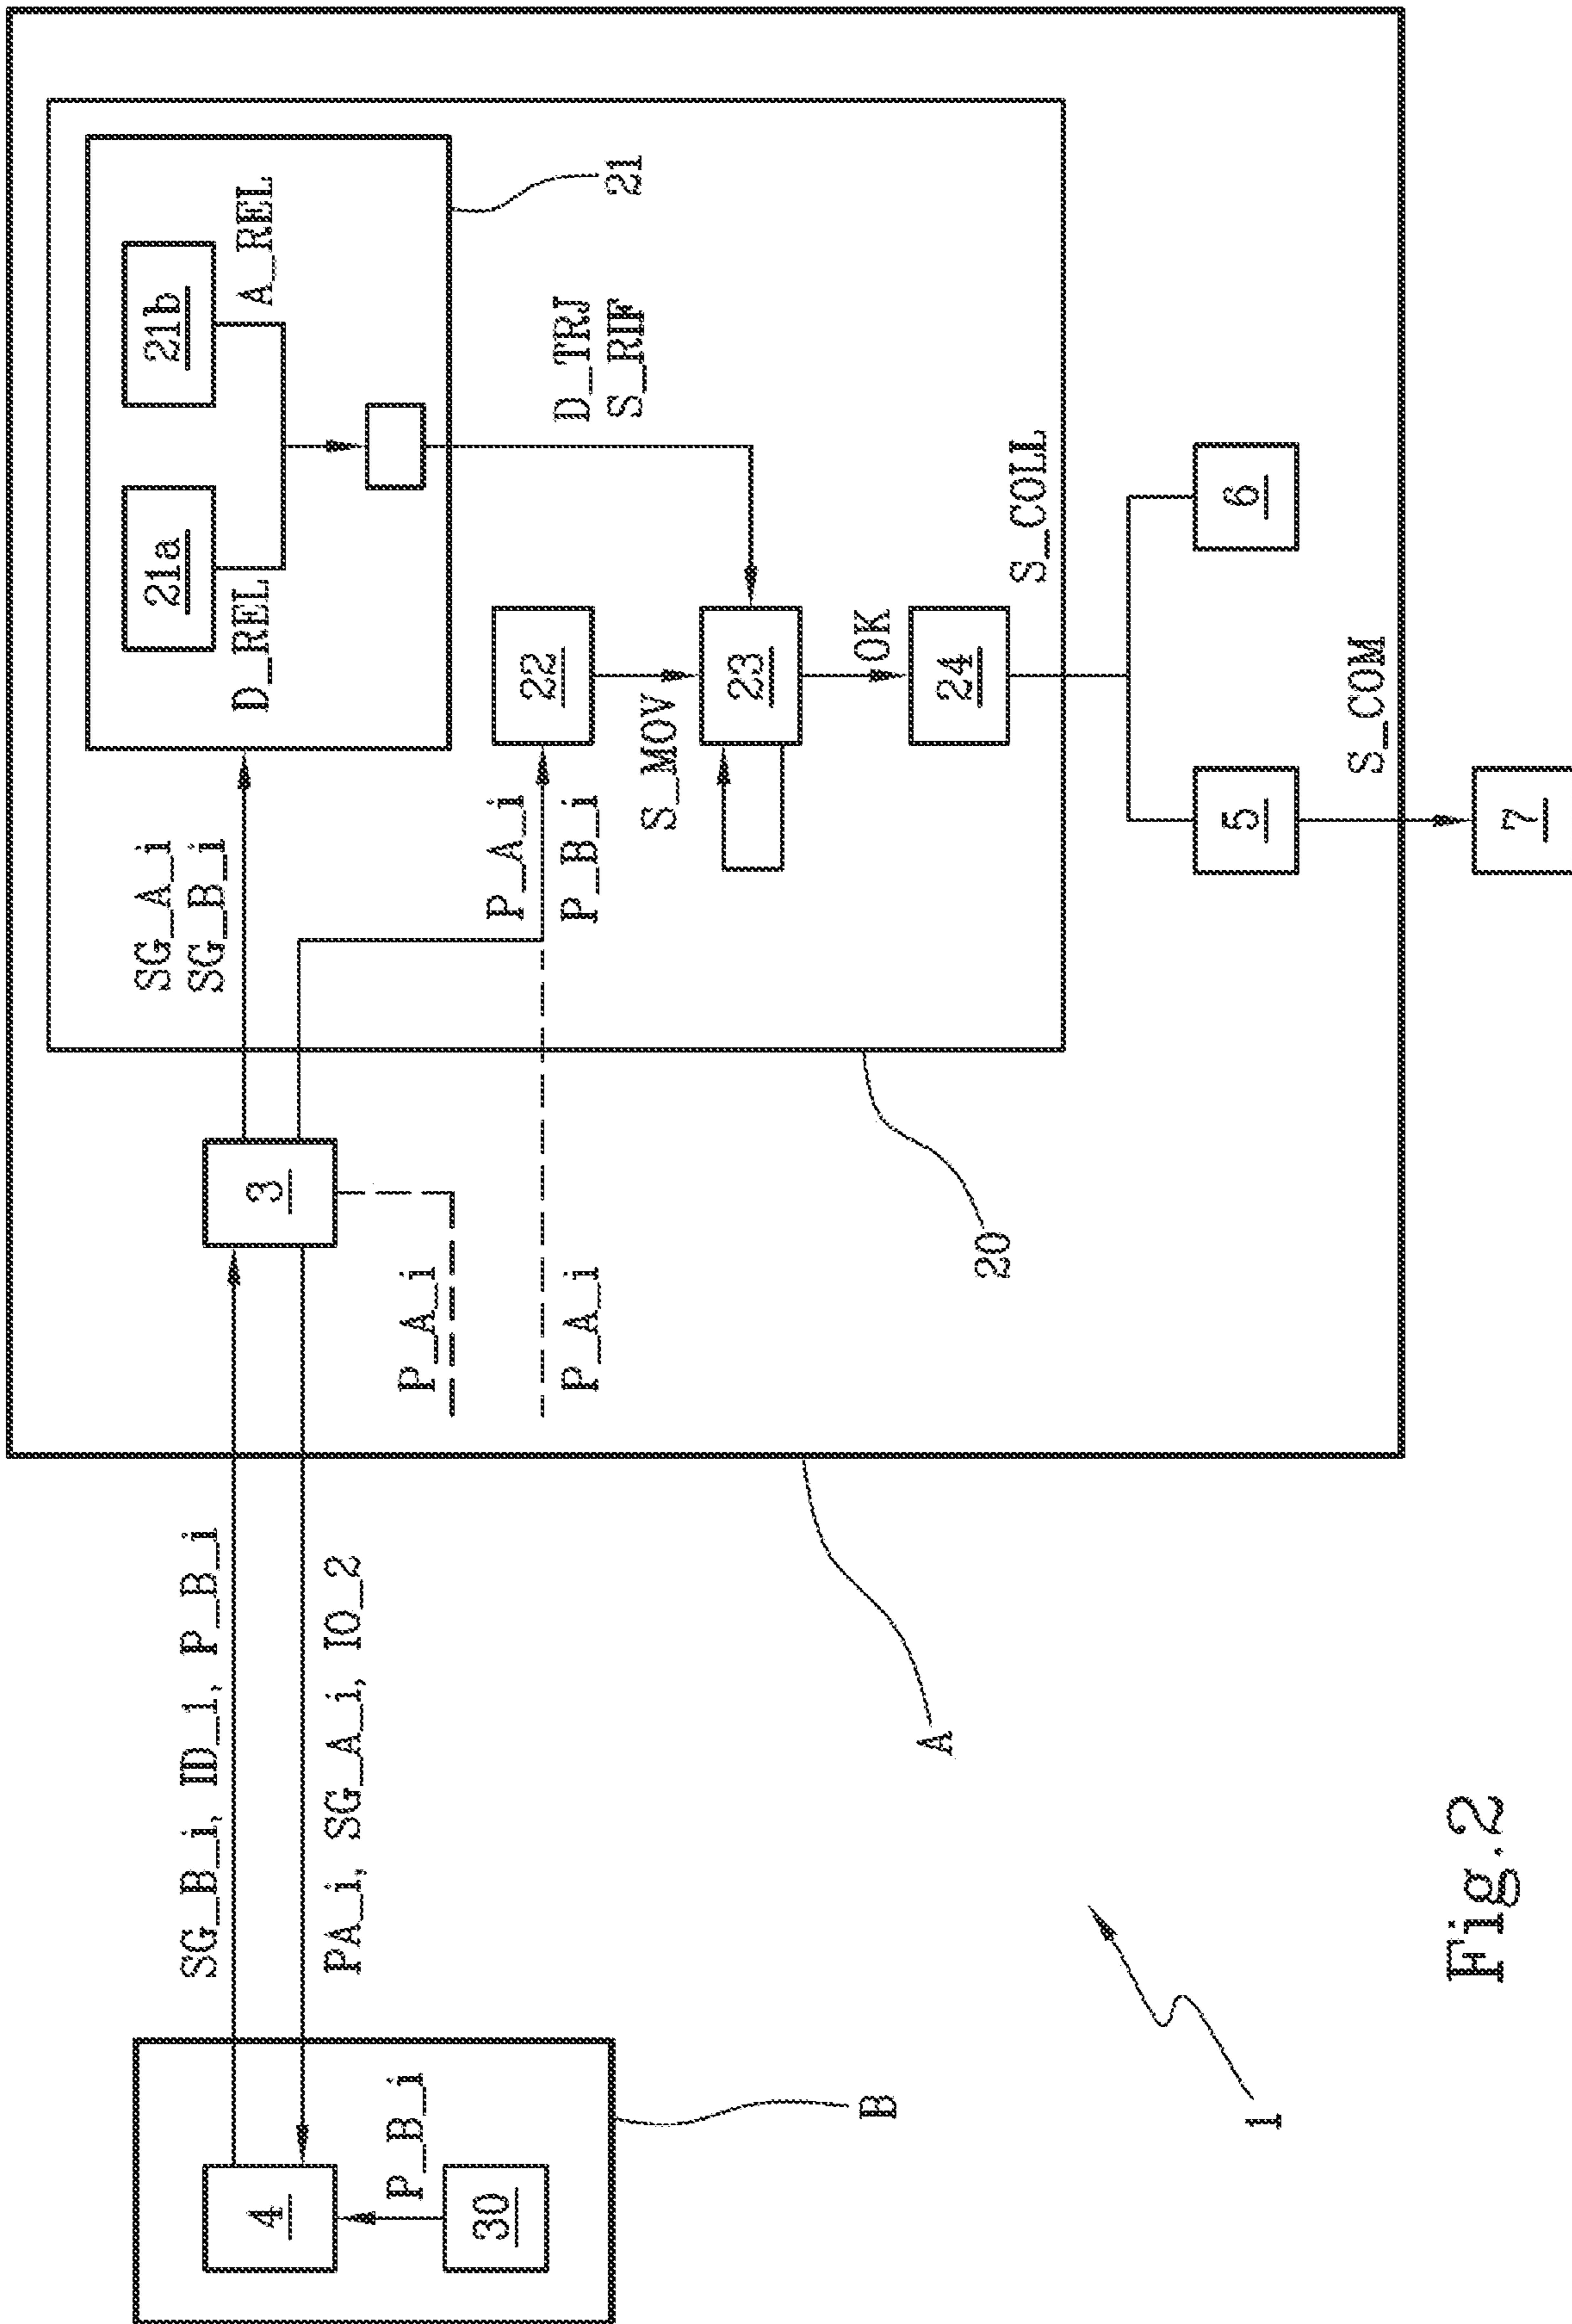 SG_B_i, ID_1, P_B_i
PA_i, SG_A_i, IO_2
4
P_B_i
30
B
3
P_A_i
P_A_i
SG_A_i
SG_B_i
21a
D_REL
21b
A_REL
21
D_TRJ
S_RIF
P_A_i
P_B_i
22
S_MOV
23
OK
24
S_COLL
20
5
6
S_COM
7
A
1
Fig.2